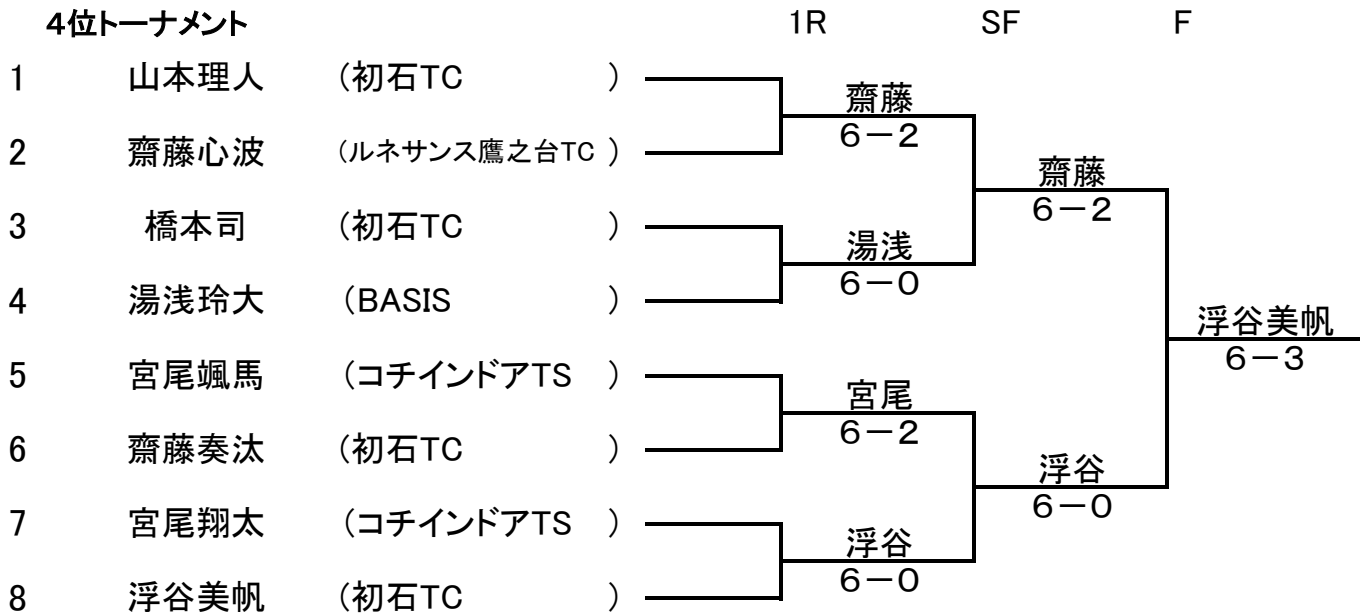 4位トーナメント 1R SF F
1 山本理人 (初石TC )
齋藤
6-2
2 齋藤心波 (ルネサンス鷹之台TC )
齋藤
6-2
3 橋本司 (初石TC )
湯浅
6-0
4 湯浅玲大 (BASIS )
浮谷美帆
6-3
5 宮尾颯馬 (コチインドアTS )
宮尾
6-2
6 齋藤奏汰 (初石TC )
浮谷
6-0
7 宮尾翔太 (コチインドアTS )
浮谷
6-0
8 浮谷美帆 (初石TC )